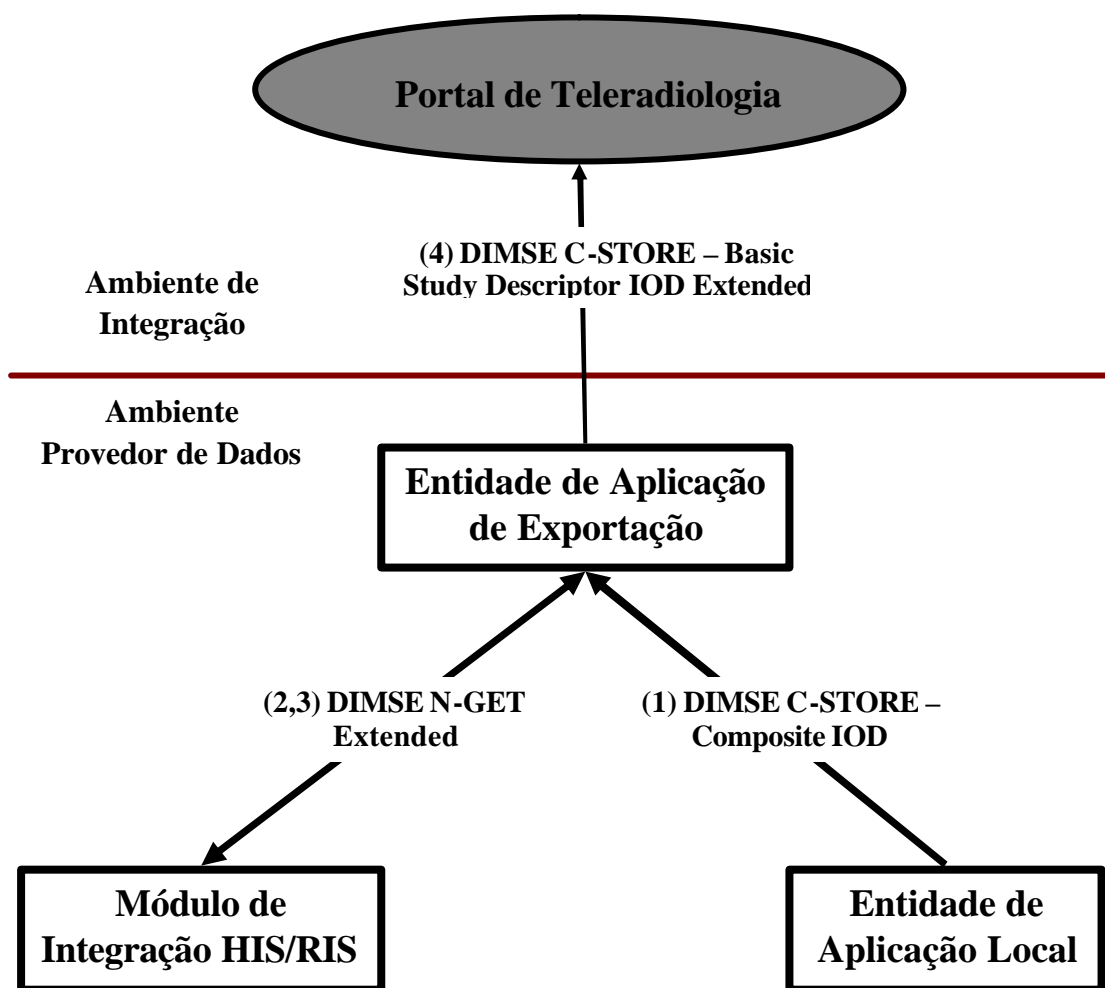 Portal de Teleradiologia
(4) DIMSE C-STORE – Basic
Study Descriptor IOD Extended
Ambiente de
Integração
Ambiente
Provedor de Dados
Entidade de Aplicação
de Exportação
(2,3) DIMSE N-GET
Extended
(1) DIMSE C-STORE –
Composite IOD
Módulo de
Integração HIS/RIS
Entidade de
Aplicação Local